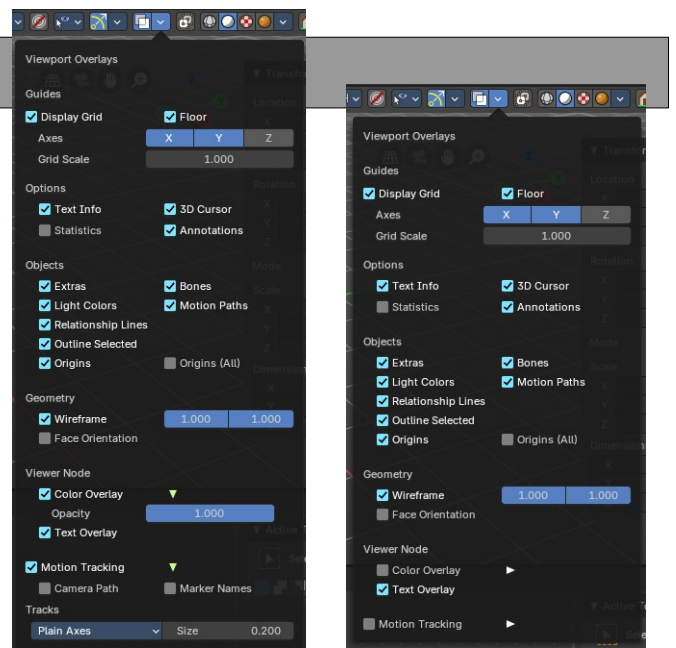 Viewport Overlays
Guides
Display Grid Floor
Axes X Y Z
Grid Scale 1.000
Options
Text Info 3D Cursor
Statistics Annotations
Objects
Extras Bones
Light Colors Motion Paths
Relationship Lines
Outline Selected
Origins Origins (All)
Geometry
Wireframe 1.000 1.000
Face Orientation
Viewer Node
Color Overlay
Opacity 1.000
Text Overlay
Motion Tracking
Camera Path Marker Names
Tracks
Plain Axes Size 0.200
Viewport Overlays
Guides
Display Grid Floor
Axes X Y Z
Grid Scale 1.000
Options
Text Info 3D Cursor
Statistics Annotations
Objects
Extras Bones
Light Colors Motion Paths
Relationship Lines
Outline Selected
Origins Origins (All)
Geometry
Wireframe 1.000 1.000
Face Orientation
Viewer Node
Color Overlay
Text Overlay
Motion Tracking